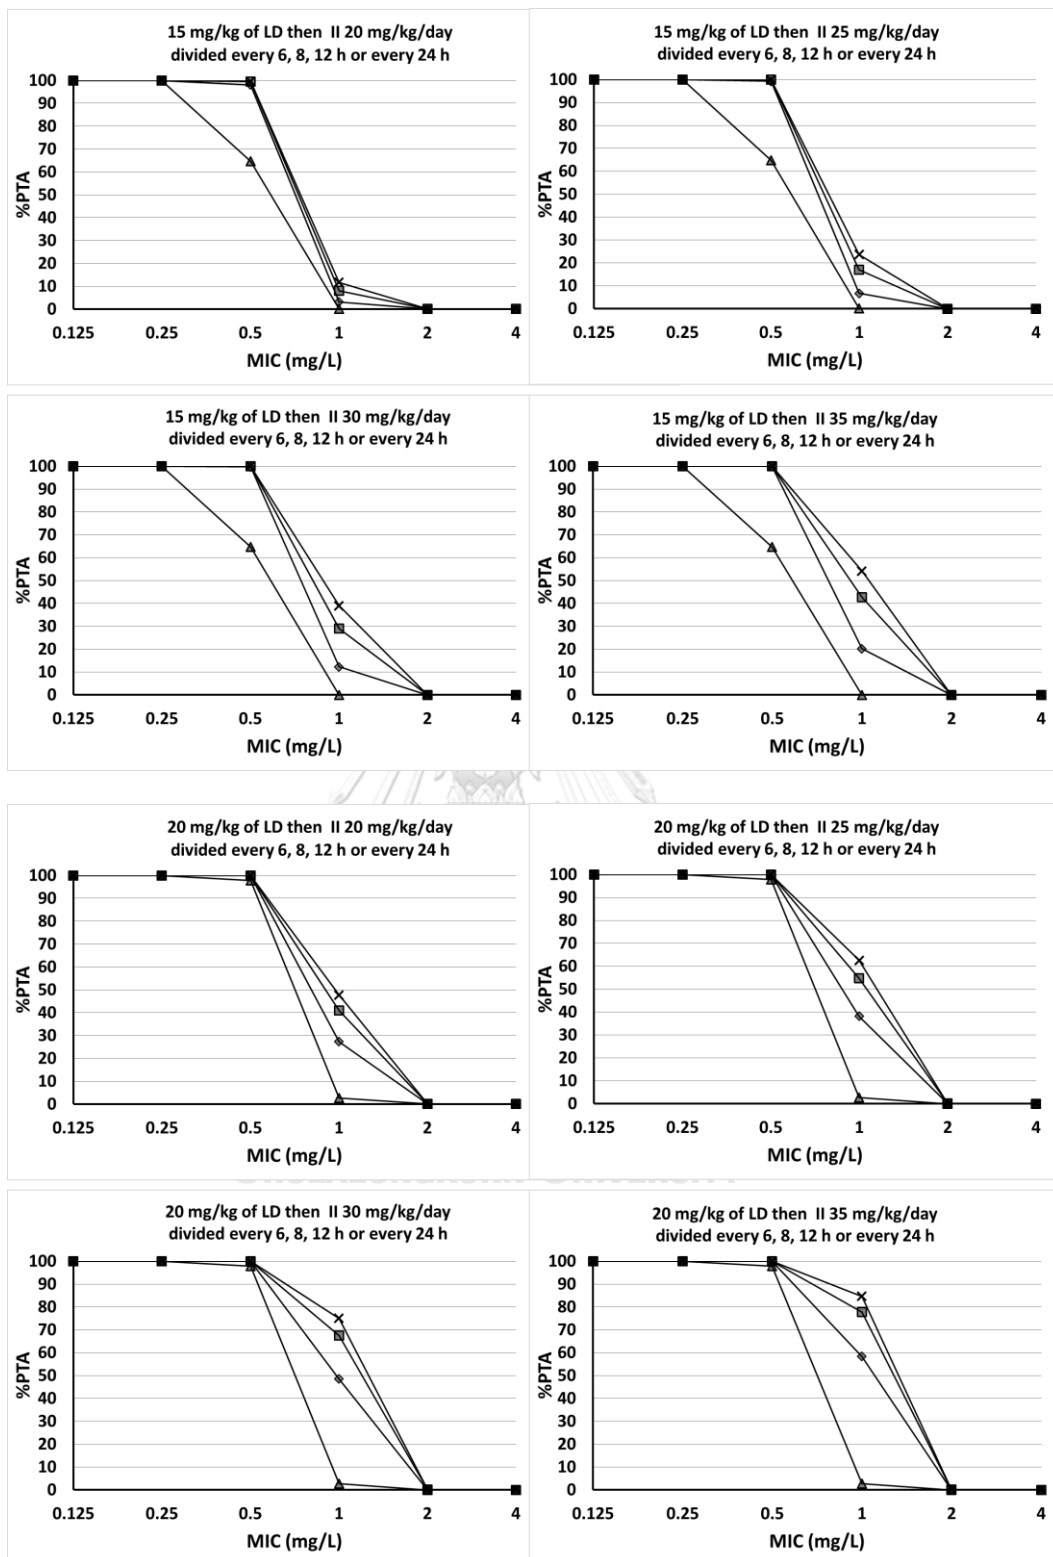 15 mg/kg of LD then II 20 mg/kg/day
divided every 6, 8, 12 h or every 24 h
100
90
80
70
60
50
40
30
20
10
0
%PTA
0.125 0.25 0.5 1 2 4
MIC (mg/L)
15 mg/kg of LD then II 25 mg/kg/day
divided every 6, 8, 12 h or every 24 h
100
90
80
70
60
50
40
30
20
10
0
%PTA
0.125 0.25 0.5 1 2 4
MIC (mg/L)
15 mg/kg of LD then II 30 mg/kg/day
divided every 6, 8, 12 h or every 24 h
100
90
80
70
60
50
40
30
20
10
0
%PTA
0.125 0.25 0.5 1 2 4
MIC (mg/L)
15 mg/kg of LD then II 35 mg/kg/day
divided every 6, 8, 12 h or every 24 h
100
90
80
70
60
50
40
30
20
10
0
%PTA
0.125 0.25 0.5 1 2 4
MIC (mg/L)
20 mg/kg of LD then II 20 mg/kg/day
divided every 6, 8, 12 h or every 24 h
100
90
80
70
60
50
40
30
20
10
0
%PTA
0.125 0.25 0.5 1 2 4
MIC (mg/L)
20 mg/kg of LD then II 25 mg/kg/day
divided every 6, 8, 12 h or every 24 h
100
90
80
70
60
50
40
30
20
10
0
%PTA
0.125 0.25 0.5 1 2 4
MIC (mg/L)
20 mg/kg of LD then II 30 mg/kg/day
divided every 6, 8, 12 h or every 24 h
100
90
80
70
60
50
40
30
20
10
0
%PTA
0.125 0.25 0.5 1 2 4
MIC (mg/L)
20 mg/kg of LD then II 35 mg/kg/day
divided every 6, 8, 12 h or every 24 h
100
90
80
70
60
50
40
30
20
10
0
%PTA
0.125 0.25 0.5 1 2 4
MIC (mg/L)